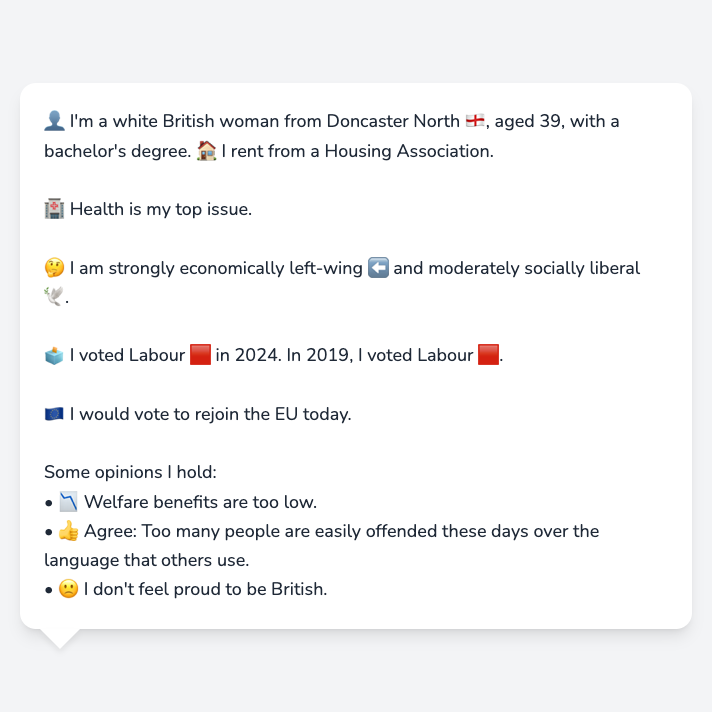 👤 I'm a white British woman from Doncaster North 🏴󠁧󠁢󠁥󠁮󠁧󠁿, aged 39, with a
bachelor's degree. 🏠 I rent from a Housing Association.
🏥 Health is my top issue.
🤔 I am strongly economically left-wing ⬅️ and moderately socially liberal
🕊️.
🗳️ I voted Labour 🟥 in 2024. In 2019, I voted Labour 🟥.
🇪🇺 I would vote to rejoin the EU today.
Some opinions I hold:
• 📉 Welfare benefits are too low.
• 👍 Agree: Too many people are easily offended these days over the
language that others use.
• 🙁 I don't feel proud to be British.